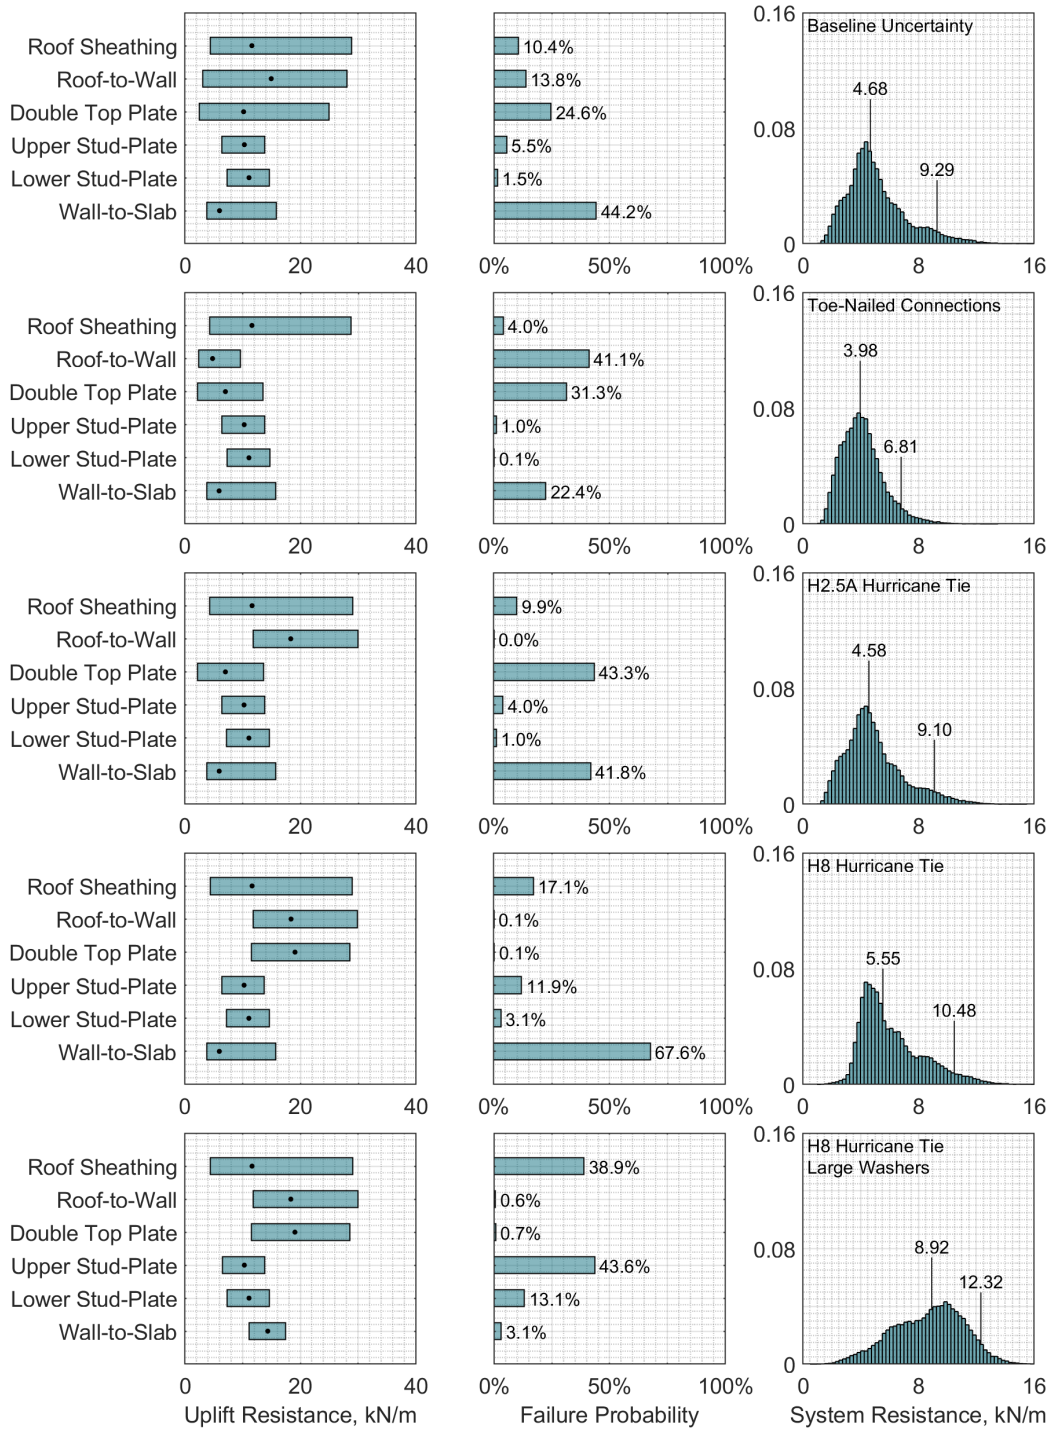 Roof Sheathing
Roof-to-Wall
Double Top Plate
Upper Stud-Plate
Lower Stud-Plate
Wall-to-Slab
0 20 40
10.4%
13.8%
24.6%
5.5%
1.5%
44.2%
0% 50% 100%
0.16
0.08
0
Baseline Uncertainty
4.68
9.29
0 8 16
Roof Sheathing
Roof-to-Wall
Double Top Plate
Upper Stud-Plate
Lower Stud-Plate
Wall-to-Slab
0 20 40
4.0%
41.1%
31.3%
1.0%
0.1%
22.4%
0% 50% 100%
0.16
0.08
0
Toe-Nailed Connections
3.98
6.81
0 8 16
Roof Sheathing
Roof-to-Wall
Double Top Plate
Upper Stud-Plate
Lower Stud-Plate
Wall-to-Slab
0 20 40
9.9%
0.0%
43.3%
4.0%
1.0%
41.8%
0% 50% 100%
0.16
0.08
0
H2.5A Hurricane Tie
4.58
9.10
0 8 16
Roof Sheathing
Roof-to-Wall
Double Top Plate
Upper Stud-Plate
Lower Stud-Plate
Wall-to-Slab
0 20 40
17.1%
0.1%
0.1%
11.9%
3.1%
67.6%
0% 50% 100%
0.16
0.08
0
H8 Hurricane Tie
5.55
10.48
0 8 16
Roof Sheathing
Roof-to-Wall
Double Top Plate
Upper Stud-Plate
Lower Stud-Plate
Wall-to-Slab
0 20 40
Uplift Resistance, kN/m
38.9%
0.6%
0.7%
43.6%
13.1%
3.1%
0% 50% 100%
Failure Probability
0.16
0.08
0
H8 Hurricane Tie
Large Washers
8.92
12.32
0 8 16
System Resistance, kN/m